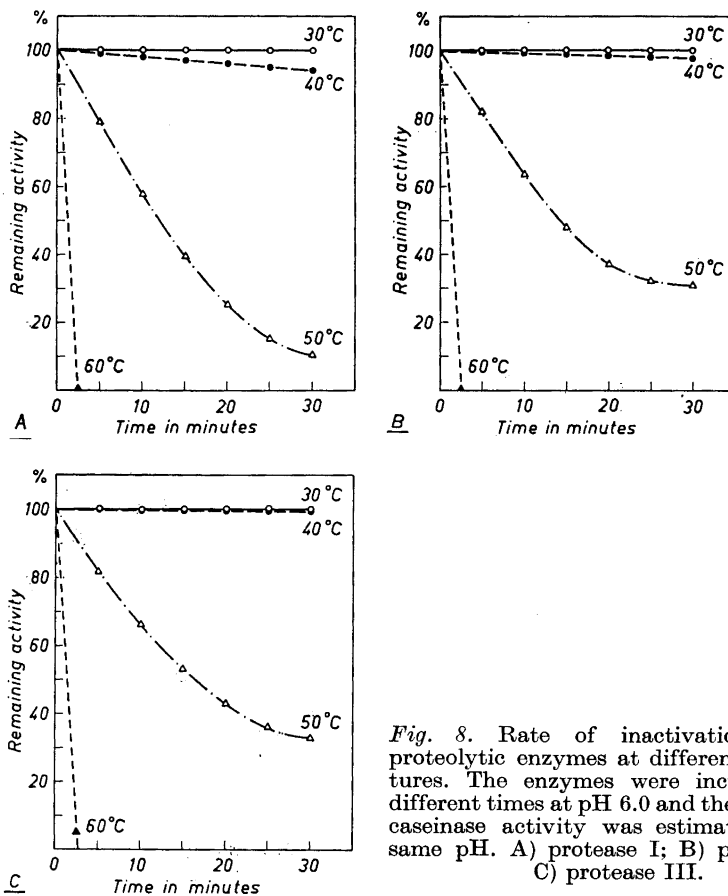 %
100
80
60
40
20
Remaining activity
30°C
40°C
50°C
60°C
0 10 20 30
Time in minutes
A
%
100
80
60
40
20
Remaining activity
30°C
40°C
50°C
60°C
0 10 20 30
Time in minutes
B
%
100
80
60
40
20
Remaining activity
30°C
40°C
50°C
60°C
0 10 20 30
Time in minutes
C
Fig. 8. Rate of inactivatio
proteolytic enzymes at differen
tures. The enzymes were inc
different times at pH 6.0 and the
caseinase activity was estima
same pH. A) protease I; B) p
C) protease III.